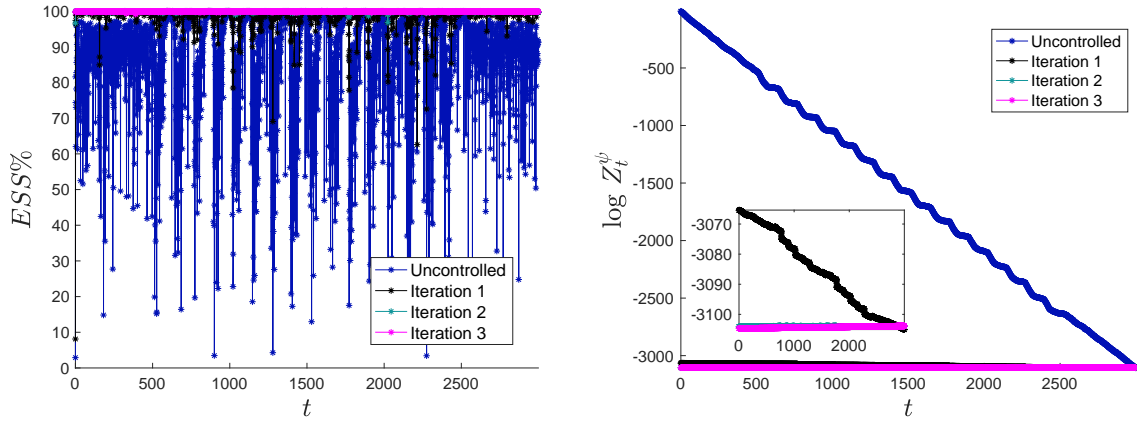 100
90
80
70
60
50
40
30
20
10
0
ESS%
0 500 1000 1500 2000 2500
t
Uncontrolled
Iteration 1
Iteration 2
Iteration 3
-500
-1000
-1500
-2000
-2500
-3000
log Z_t^ψ
0 500 1000 1500 2000 2500
t
Uncontrolled
Iteration 1
Iteration 2
Iteration 3
-3070
-3080
-3090
-3100
0 1000 2000